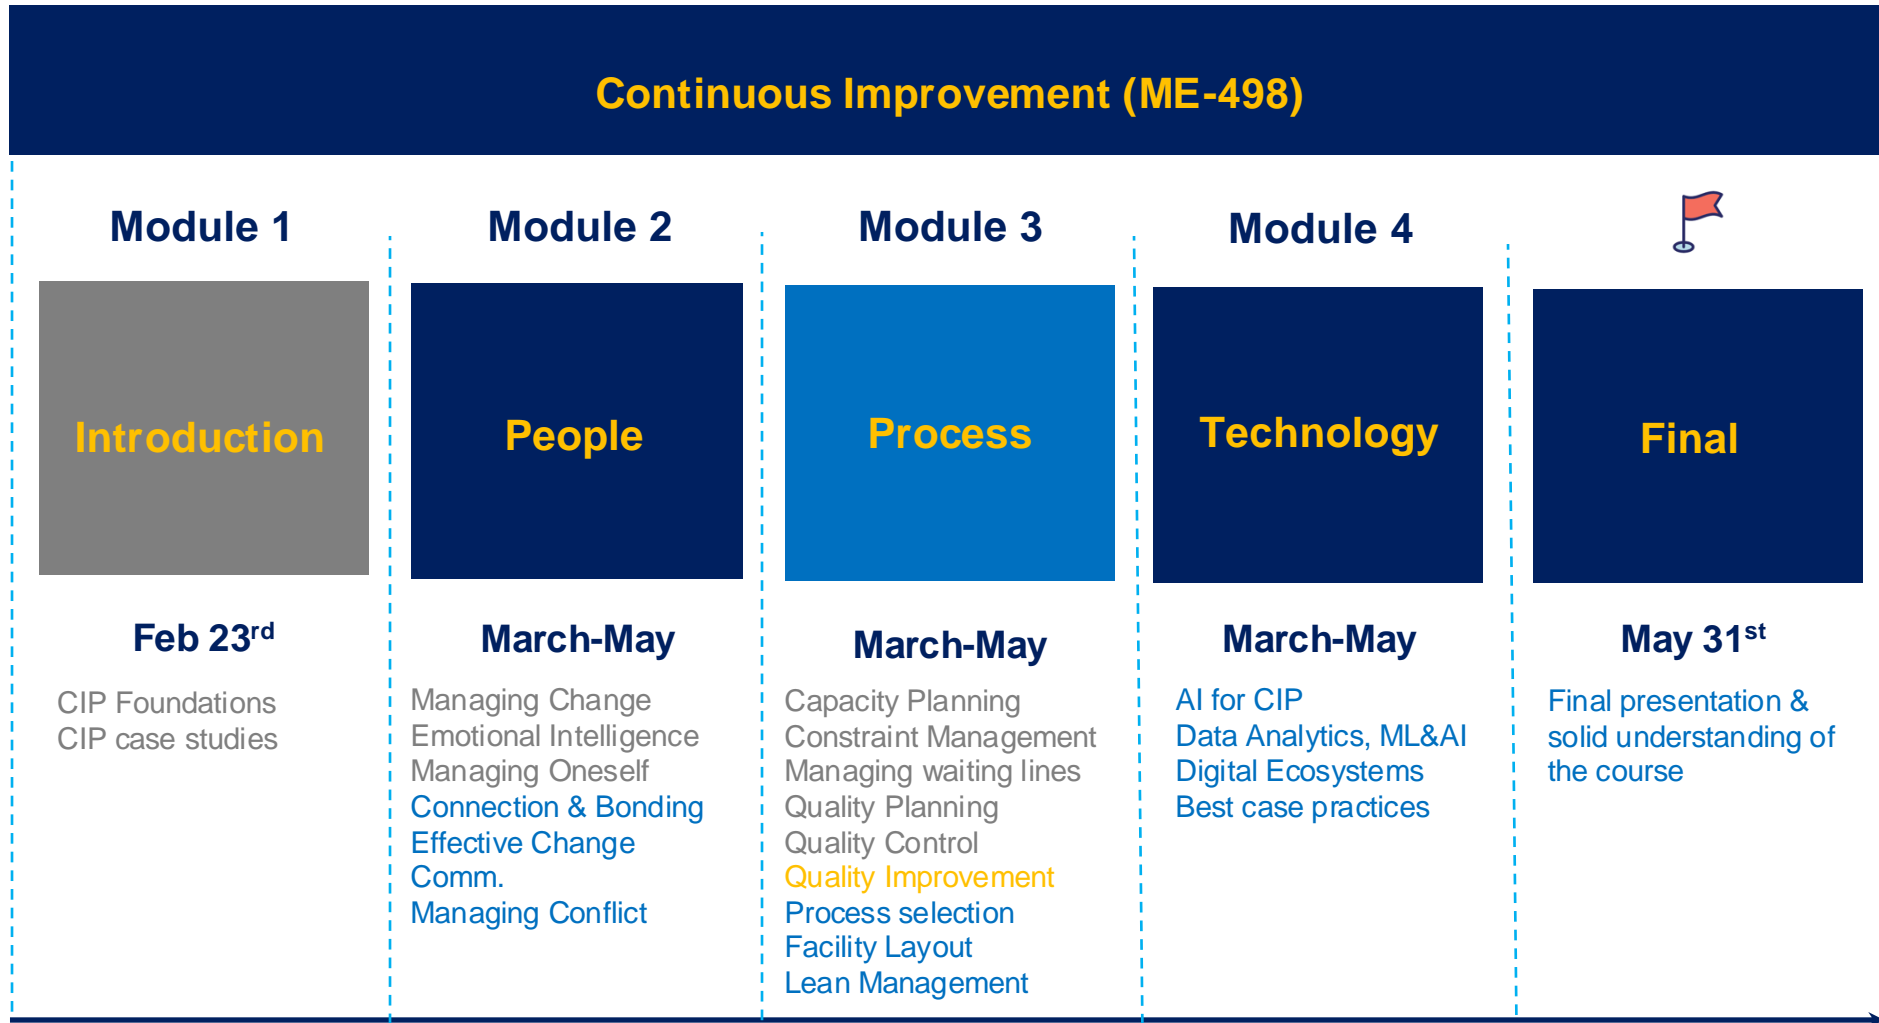 Continuous Improvement (ME-498)
Module 1
Module 2
Module 3
Module 4
Introduction
People
Process
Technology
Final
Feb 23rd
March-May
March-May
March-May
May 31st
CIP Foundations
CIP case studies
Managing Change
Emotional Intelligence
Managing Oneself
Connection & Bonding
Effective Change
Comm.
Managing Conflict
Capacity Planning
Constraint Management
Managing waiting lines
Quality Planning
Quality Control
Quality Improvement
Process selection
Facility Layout
Lean Management
AI for CIP
Data Analytics, ML&AI
Digital Ecosystems
Best case practices
Final presentation &
solid understanding of
the course